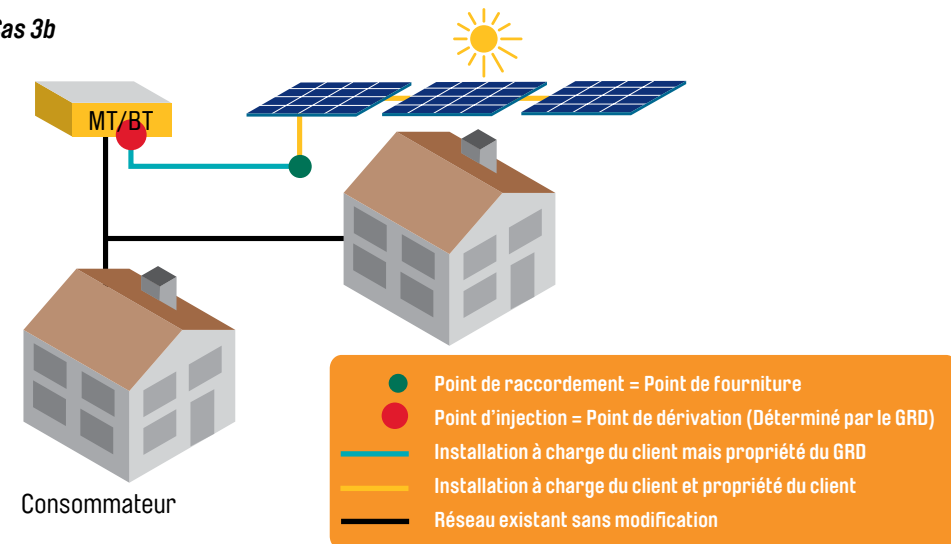 Cas 3b
MT/BT
Consommateur
Point de raccordement = Point de fourniture
Point d'injection = Point de dérivation (Déterminé par le GRD)
Installation à charge du client mais propriété du GRD
Installation à charge du client et propriété du client
Réseau existant sans modification